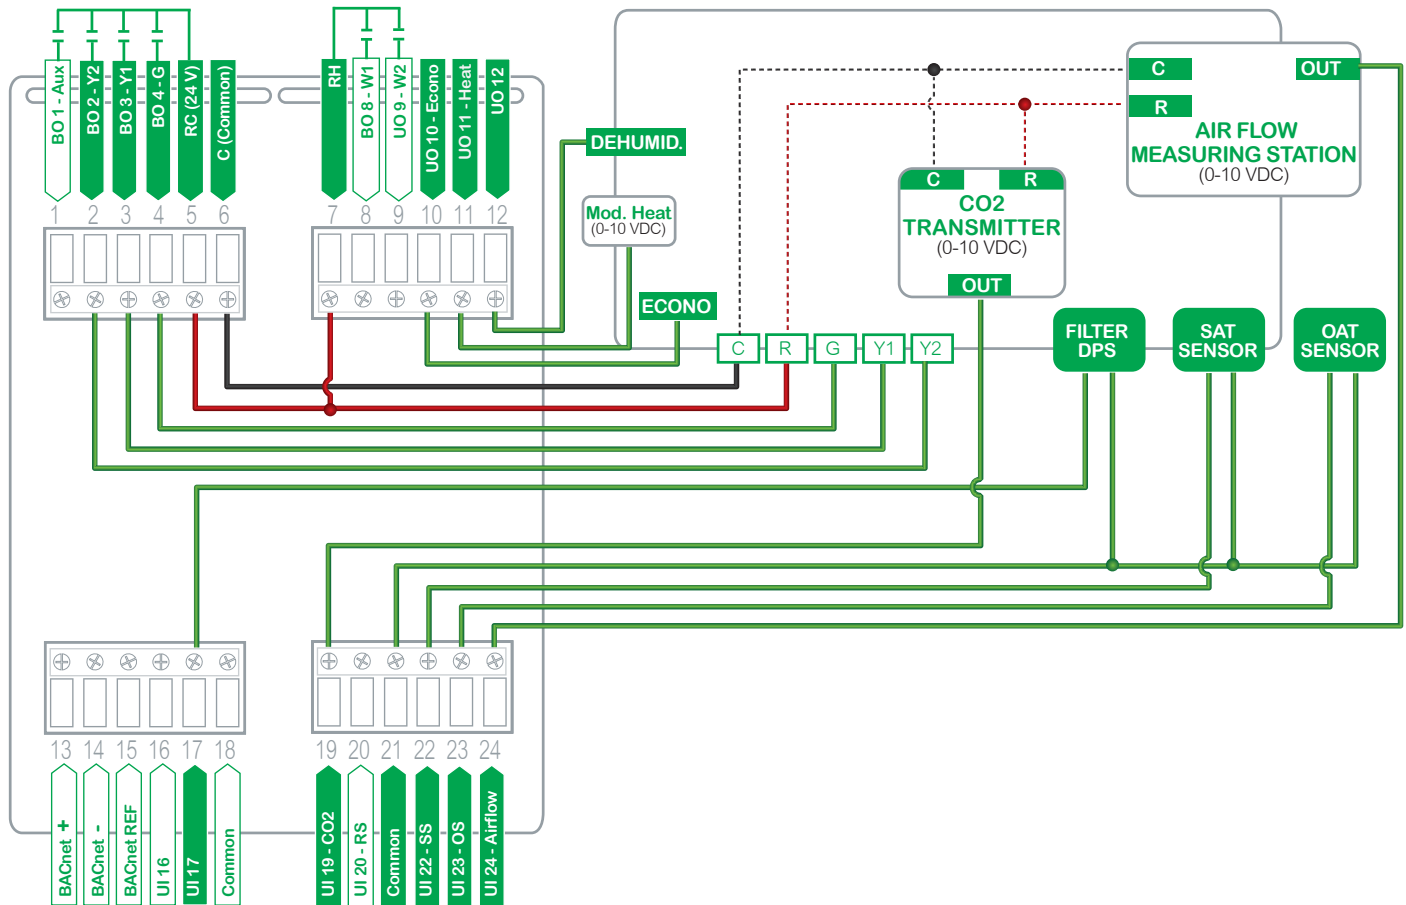 BO 1 - Aux
BO 2 - Y2
BO 3 - Y1
BO 4 - G
RC (24 V)
C (Common)
RH
BO 8 - W1
UO 9 - W2
UO 10 - Econo
UO 11 - Heat
UO 12
1
2
3
4
5
6
7
8
9
10
11
12
DEHUMID.
Mod. Heat
(0-10 VDC)
ECONO
C
R
OUT
AIR FLOW
MEASURING STATION
(0-10 VDC)
C
R
CO2
TRANSMITTER
(0-10 VDC)
OUT
C
R
G
Y1
Y2
FILTER
DPS
SAT
SENSOR
OAT
SENSOR
13
14
15
16
17
18
19
20
21
22
23
24
BACnet +
BACnet -
BACnet REF
UI 16
UI 17
Common
UI 19 - CO2
UI 20 - RS
Common
UI 22 - SS
UI 23 - OS
UI 24 - Airflow